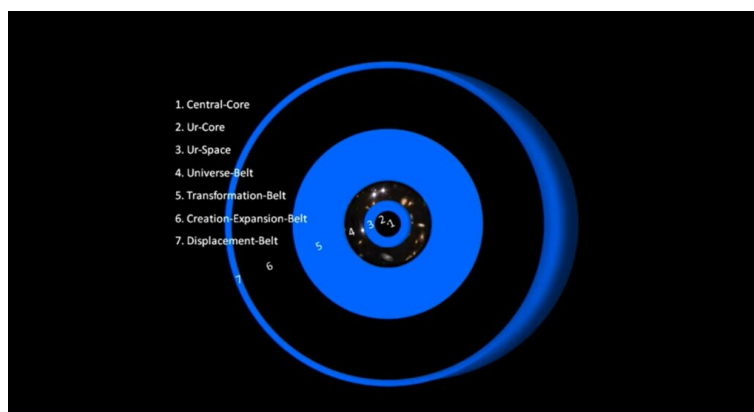 1. Central-Core
2. Ur-Core
3. Ur-Space
4. Universe-Belt
5. Transformation-Belt
6. Creation-Expansion-Belt
7. Displacement-Belt
1
2
3
4
5
6
7